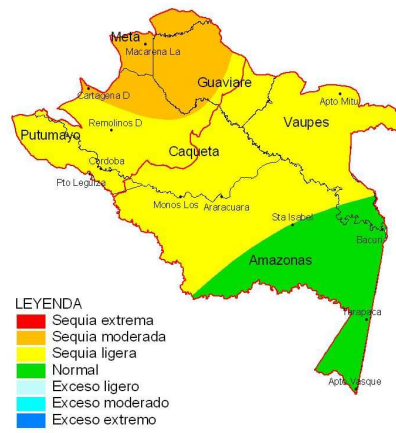 Meta
Macarena La
Guaviare
Cartagena D
Apto Mitu
Remolinos D
Putumayo
Vaupes
Caqueta
Cordoba
Pto Leguiza
Monos Los
Araracuara
Sta Isabel
Bacuri
Amazonas
Tarapaca
Apto Vasque
LEYENDA
Sequia extrema
Sequia moderada
Sequia ligera
Normal
Exceso ligero
Exceso moderado
Exceso extremo